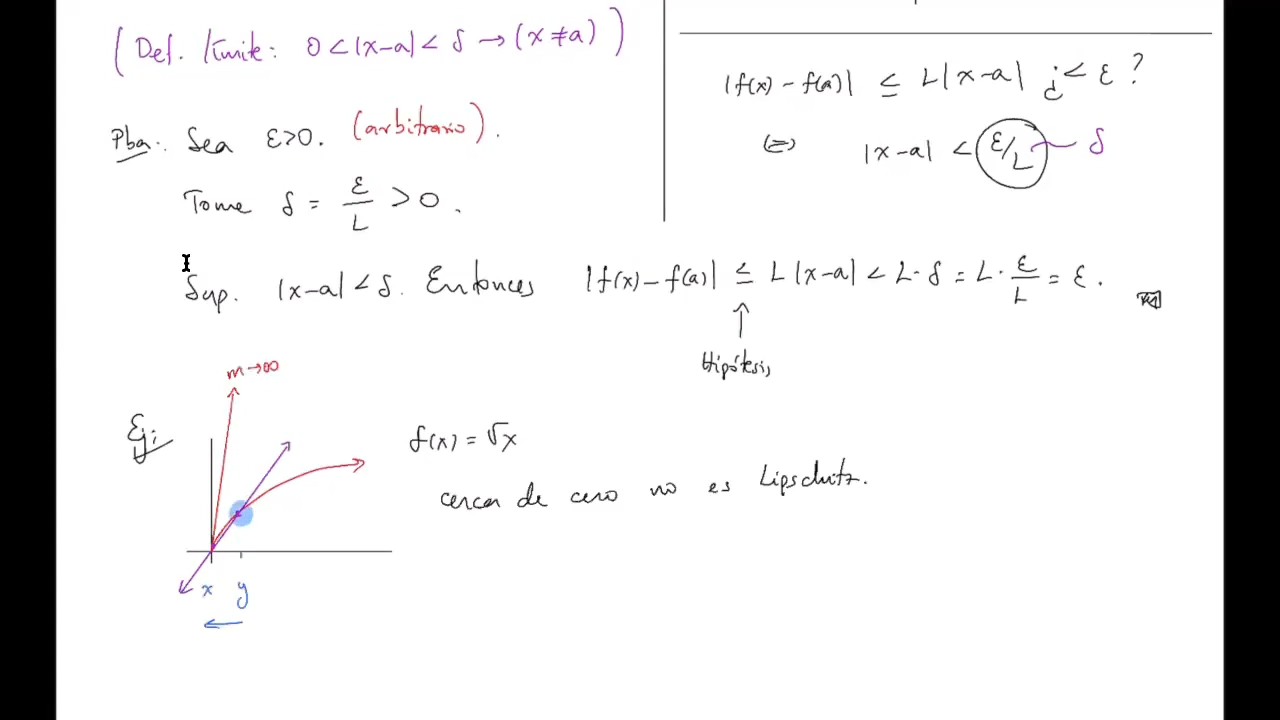 (Def. límite: 0 < |x-a| < δ → (x ≠ a))
|f(x) - f(a)| ≤ L|x-a| ¿< ε?
⟺ |x-a| < ε/L — δ
Pba.: Sea ε>0. (arbitrario).
Tome δ = ε/L > 0.
Sup. |x-a| < δ. Entonces |f(x) - f(a)| ≤ L|x-a| < L·δ = L·ε/L = ε.
Hipótesis
m→∞
Ej:
f(x) = √x
cerca de cero no es Lipschitz.
x y